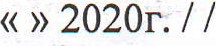 « » 2020г. / /